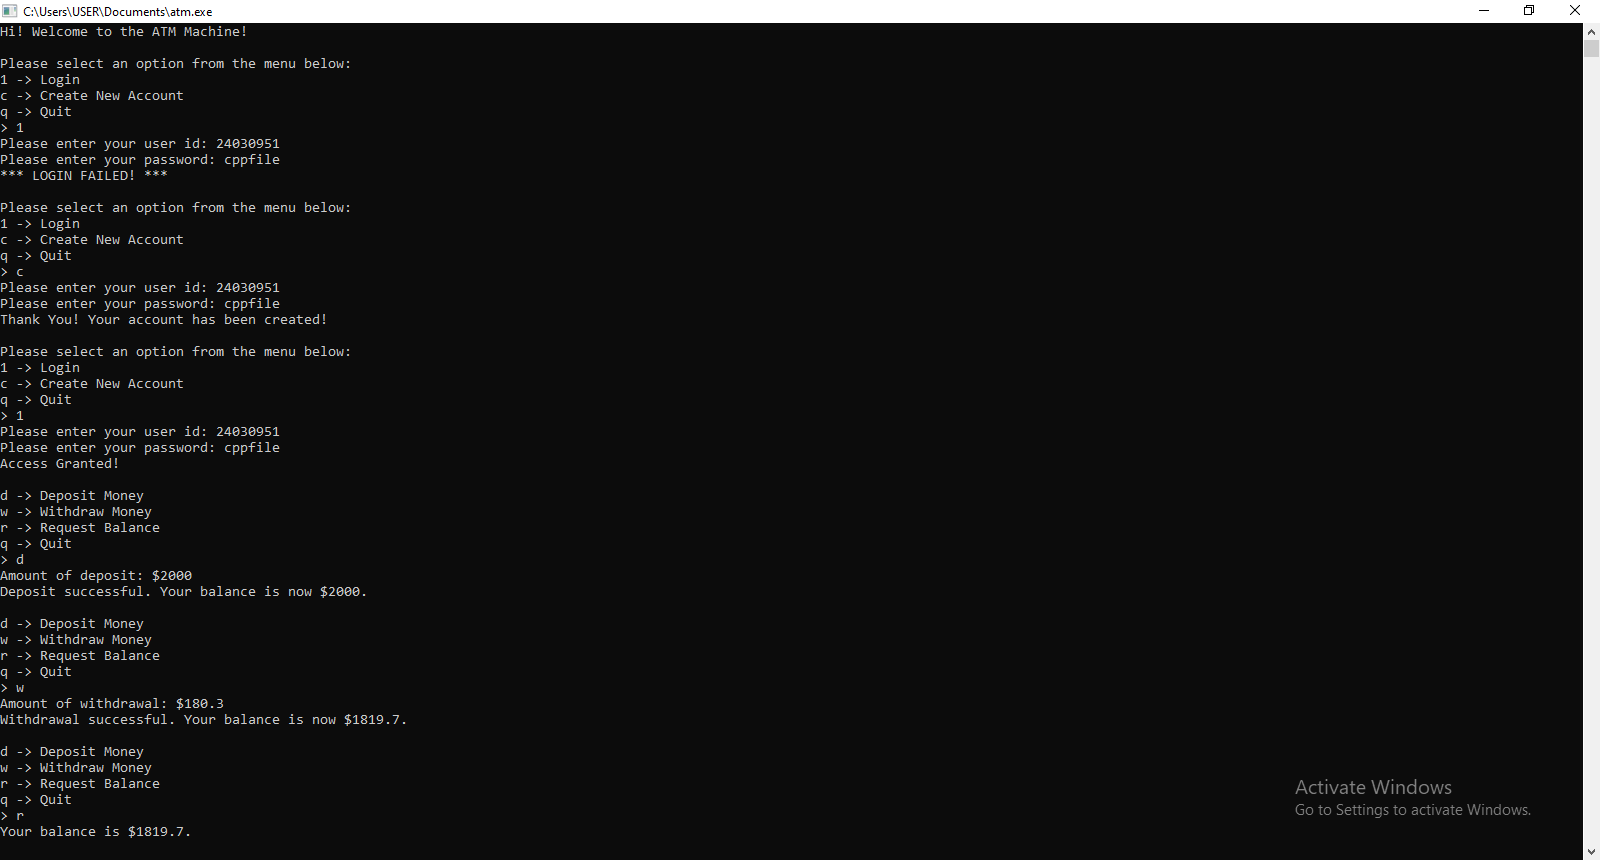 C:\Users\USER\Documents\atm.exe
Hi! Welcome to the ATM Machine!
Please select an option from the menu below:
1 -> Login
c -> Create New Account
q -> Quit
> 1
Please enter your user id: 24030951
Please enter your password: cppfile
*** LOGIN FAILED! ***
Please select an option from the menu below:
1 -> Login
c -> Create New Account
q -> Quit
> c
Please enter your user id: 24030951
Please enter your password: cppfile
Thank You! Your account has been created!
Please select an option from the menu below:
1 -> Login
c -> Create New Account
q -> Quit
> 1
Please enter your user id: 24030951
Please enter your password: cppfile
Access Granted!
d -> Deposit Money
w -> Withdraw Money
r -> Request Balance
q -> Quit
> d
Amount of deposit: $2000
Deposit successful. Your balance is now $2000.
d -> Deposit Money
w -> Withdraw Money
r -> Request Balance
q -> Quit
> w
Amount of withdrawal: $180.3
Withdrawal successful. Your balance is now $1819.7.
d -> Deposit Money
w -> Withdraw Money
r -> Request Balance
q -> Quit
> r
Your balance is $1819.7.
Activate Windows
Go to Settings to activate Windows.